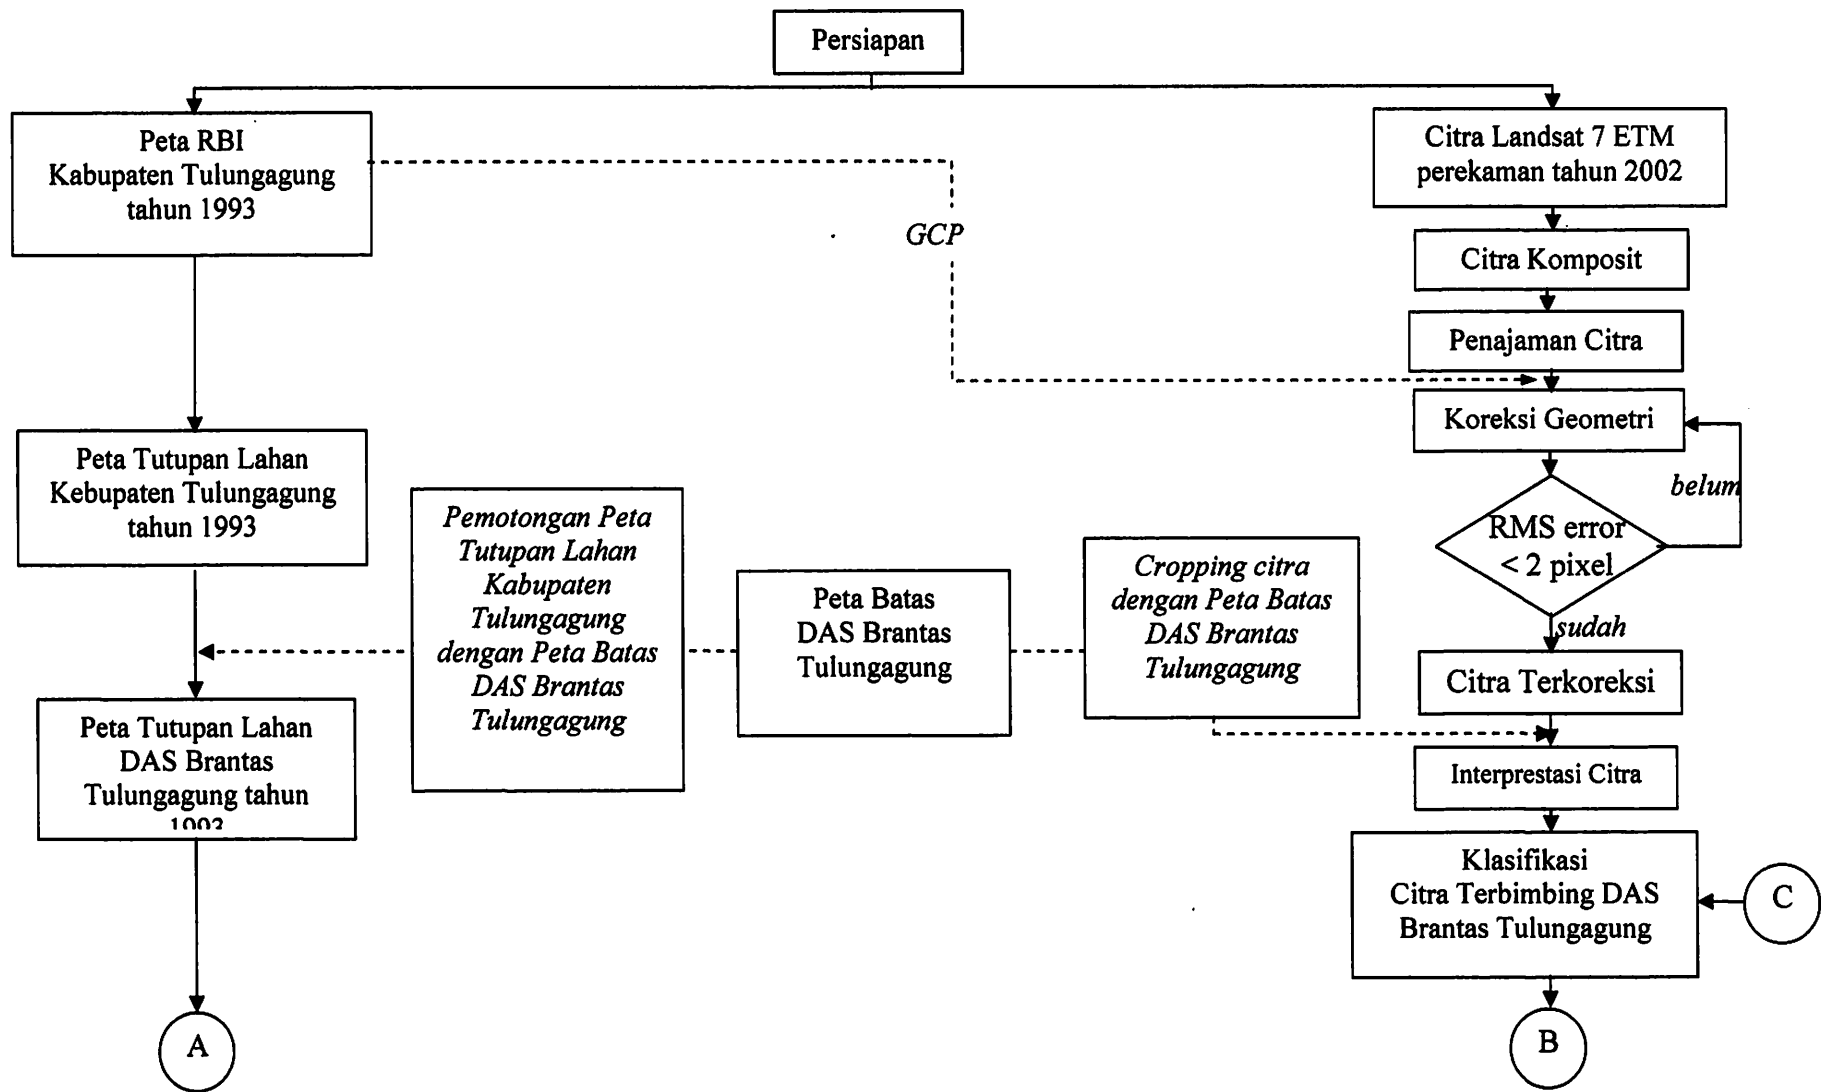 Persiapan
Peta RBI
Kabupaten Tulungagung
tahun 1993
Citra Landsat 7 ETM
perekaman tahun 2002
GCP
Citra Komposit
Penajaman Citra
Koreksi Geometri
belum
RMS error
< 2 pixel
sudah
Citra Terkoreksi
Peta Tutupan Lahan
Kebupaten Tulungagung
tahun 1993
Pemotongan Peta
Tutupan Lahan
Kabupaten
Tulungagung
dengan Peta Batas
DAS Brantas
Tulungagung
Peta Batas
DAS Brantas
Tulungagung
Cropping citra
dengan Peta Batas
DAS Brantas
Tulungagung
Peta Tutupan Lahan
DAS Brantas
Tulungagung tahun
1993
Interprestasi Citra
Klasifikasi
Citra Terbimbing DAS
Brantas Tulungagung
C
A
B